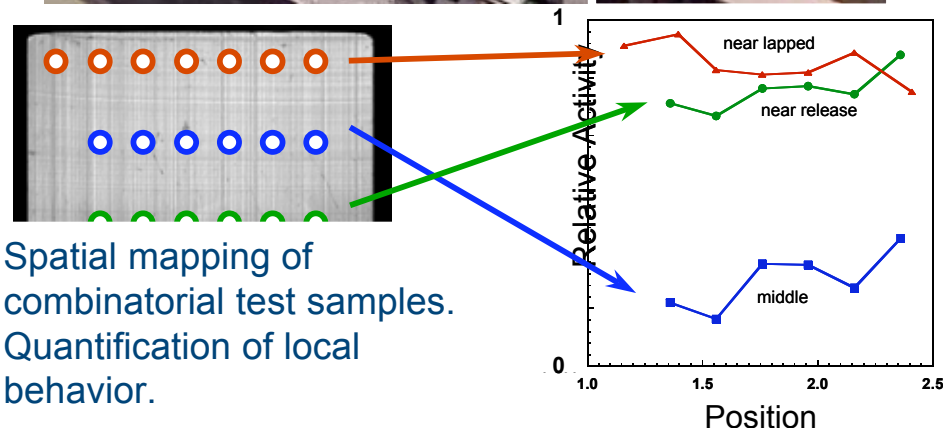 1
near lapped
near release
Relative Activity
middle
0
1.0 1.5 2.0 2.5
Position
Spatial mapping of
combinatorial test samples.
Quantification of local
behavior.